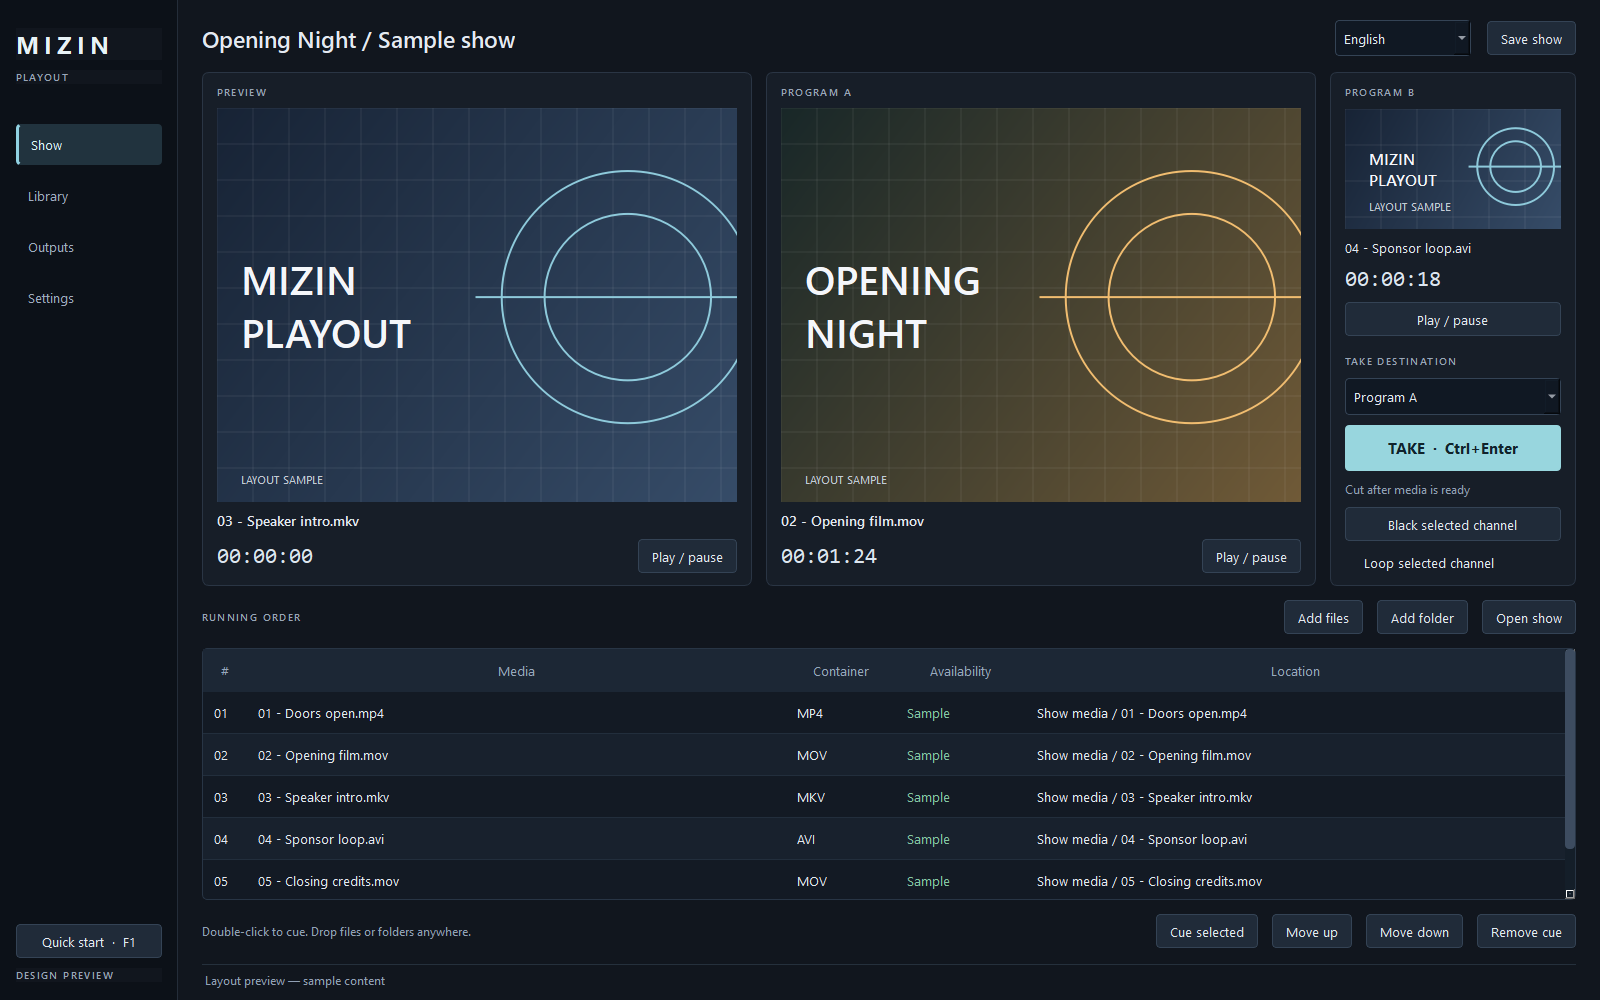 MIZIN
PLAYOUT
Show
Library
Outputs
Settings
Quick start · F1
DESIGN PREVIEW
Opening Night / Sample show
English
Save show
PREVIEW
MIZIN
PLAYOUT
LAYOUT SAMPLE
03 - Speaker intro.mkv
00:00:00
Play / pause
PROGRAM A
OPENING
NIGHT
LAYOUT SAMPLE
02 - Opening film.mov
00:01:24
Play / pause
PROGRAM B
MIZIN
PLAYOUT
LAYOUT SAMPLE
04 - Sponsor loop.avi
00:00:18
Play / pause
TAKE DESTINATION
Program A
TAKE · Ctrl+Enter
Cut after media is ready
Black selected channel
Loop selected channel
RUNNING ORDER
Add files
Add folder
Open show
# Media Container Availability Location
01 01 - Doors open.mp4 MP4 Sample Show media / 01 - Doors open.mp4
02 02 - Opening film.mov MOV Sample Show media / 02 - Opening film.mov
03 03 - Speaker intro.mkv MKV Sample Show media / 03 - Speaker intro.mkv
04 04 - Sponsor loop.avi AVI Sample Show media / 04 - Sponsor loop.avi
05 05 - Closing credits.mov MOV Sample Show media / 05 - Closing credits.mov
Double-click to cue. Drop files or folders anywhere.
Cue selected
Move up
Move down
Remove cue
Layout preview — sample content